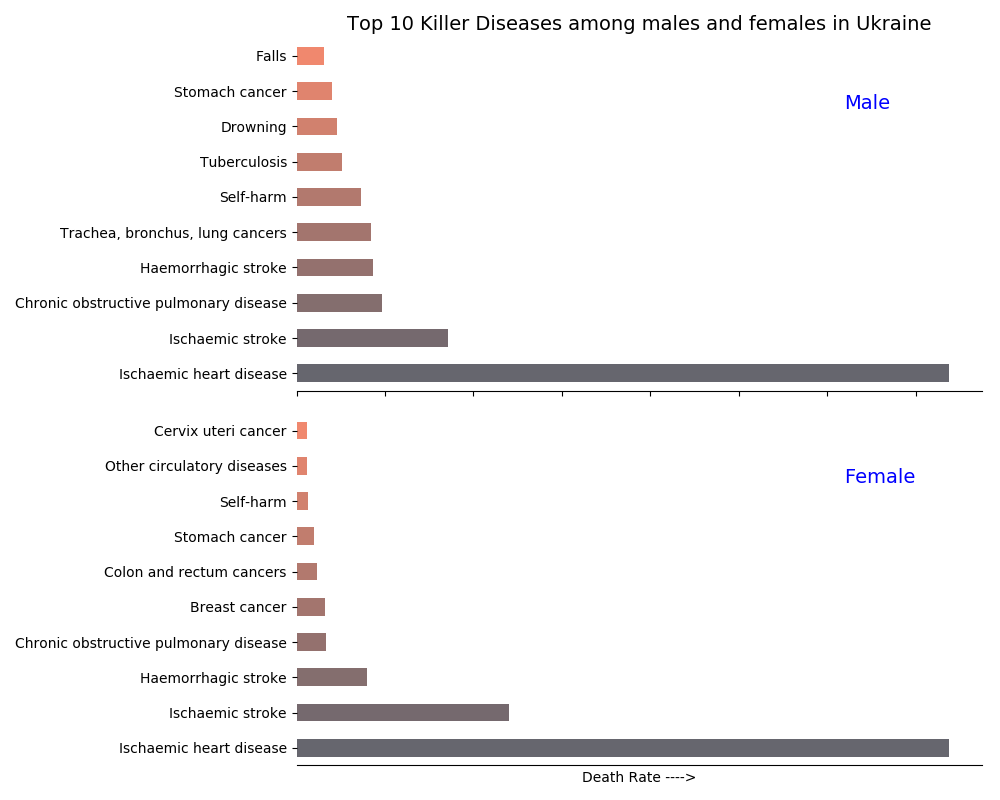 Top 10 Killer Diseases among males and females in Ukraine
Falls
Stomach cancer
Male
Drowning
Tuberculosis
Self-harm
Trachea, bronchus, lung cancers
Haemorrhagic stroke
Chronic obstructive pulmonary disease
Ischaemic stroke
Ischaemic heart disease
Cervix uteri cancer
Other circulatory diseases
Female
Self-harm
Stomach cancer
Colon and rectum cancers
Breast cancer
Chronic obstructive pulmonary disease
Haemorrhagic stroke
Ischaemic stroke
Ischaemic heart disease
Death Rate ---->